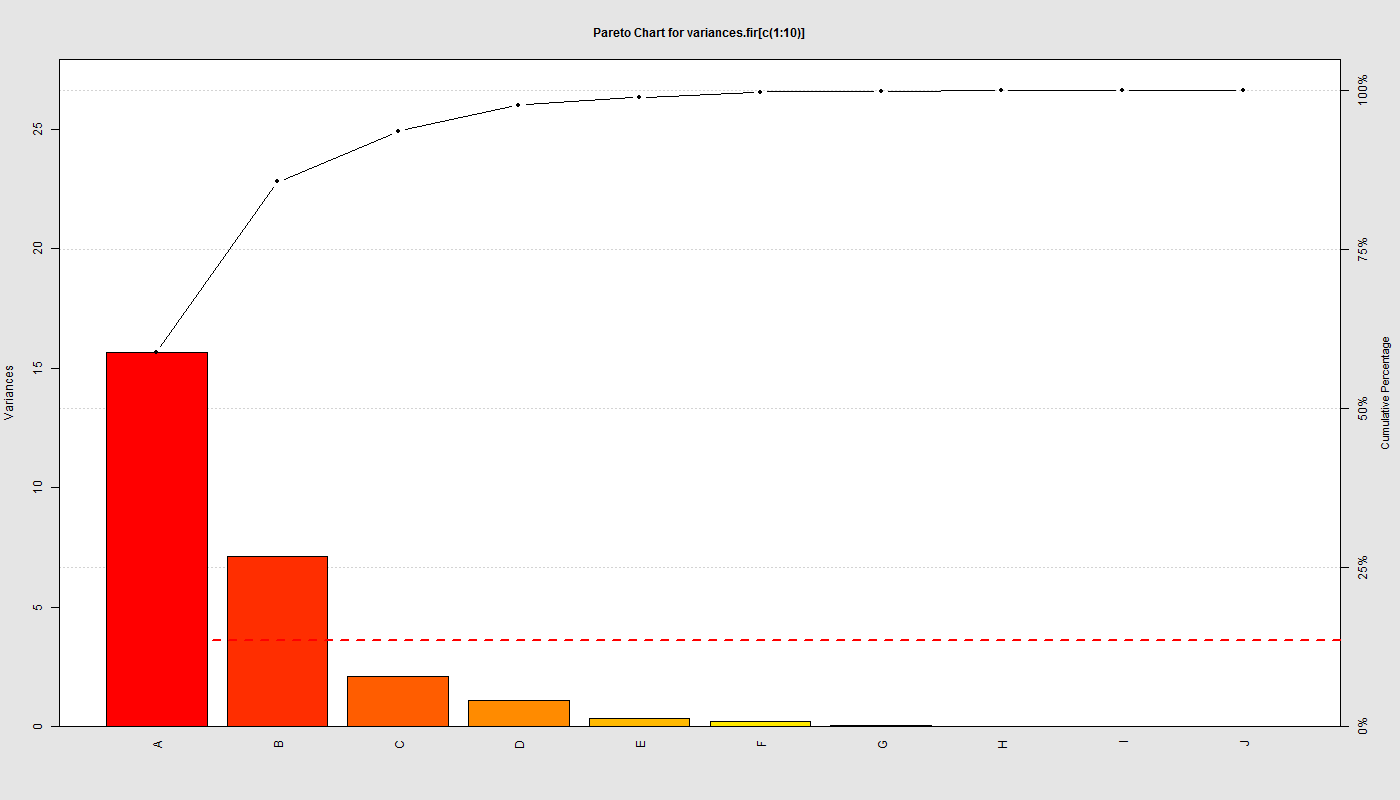 Pareto Chart for variances.fir[c(1:10)]
Variances
25
20
15
10
5
0
100%
75%
50%
25%
0%
Cumulative Percentage
A
B
C
D
E
F
G
H
I
J